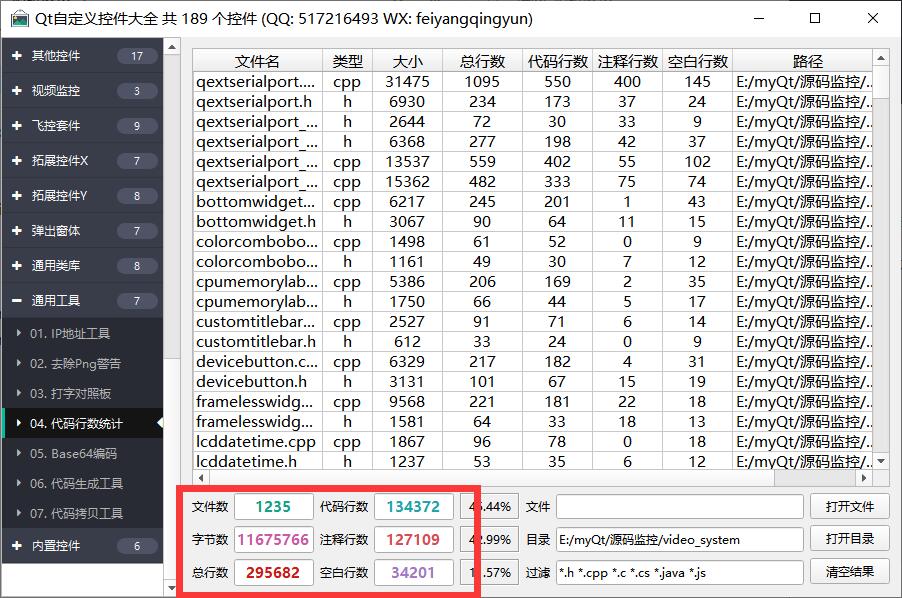 Qt自定义控件大全 共 189 个控件 (QQ: 517216493 WX: feiyangqingyun)
其他控件 17
视频监控 3
飞控套件 9
拓展控件X 7
拓展控件Y 8
弹出窗体 7
通用类库 8
通用工具 7
01. IP地址工具
02. 去除Png警告
03. 打字对照板
04. 代码行数统计
05. Base64编码
06. 代码生成工具
07. 代码拷贝工具
内置控件 6
文件名 类型 大小 总行数 代码行数 注释行数 空白行数 路径
qextserialport.... cpp 31475 1095 550 400 145 E:/myQt/源码监控/..
qextserialport.h h 6930 234 173 37 24 E:/myQt/源码监控/..
qextserialport_... h 2644 72 30 33 9 E:/myQt/源码监控/..
qextserialport_... h 6368 277 198 42 37 E:/myQt/源码监控/..
qextserialport_... cpp 13537 559 402 55 102 E:/myQt/源码监控/..
qextserialport_... cpp 15362 482 333 75 74 E:/myQt/源码监控/..
bottomwidget... cpp 6217 245 201 1 43 E:/myQt/源码监控/..
bottomwidget.h h 3067 90 64 11 15 E:/myQt/源码监控/..
colorcombobo... cpp 1498 61 52 0 9 E:/myQt/源码监控/..
colorcombobo... h 1161 49 30 7 12 E:/myQt/源码监控/..
cpumemorylab... cpp 5386 206 169 2 35 E:/myQt/源码监控/..
cpumemorylab... h 1750 66 44 5 17 E:/myQt/源码监控/..
customtitlebar... cpp 2527 91 71 6 14 E:/myQt/源码监控/..
customtitlebar.h h 612 33 24 0 9 E:/myQt/源码监控/..
devicebutton.c... cpp 6329 217 182 4 31 E:/myQt/源码监控/..
devicebutton.h h 3131 101 67 15 19 E:/myQt/源码监控/..
framelesswidg... cpp 9568 221 181 22 18 E:/myQt/源码监控/..
framelesswidg... h 1581 64 33 18 13 E:/myQt/源码监控/..
lcddatetime.cpp cpp 1867 96 78 0 18 E:/myQt/源码监控/..
lcddatetime.h h 1237 53 35 6 12 E:/myQt/源码监控/..
文件数 1235 代码行数 134372 文件 打开文件
字节数 11675766 注释行数 127109 目录 E:/myQt/源码监控/video_system 打开目录
总行数 295682 空白行数 34201 过滤 *.h *.cpp *.c *.cs *.java *.js 清空结果